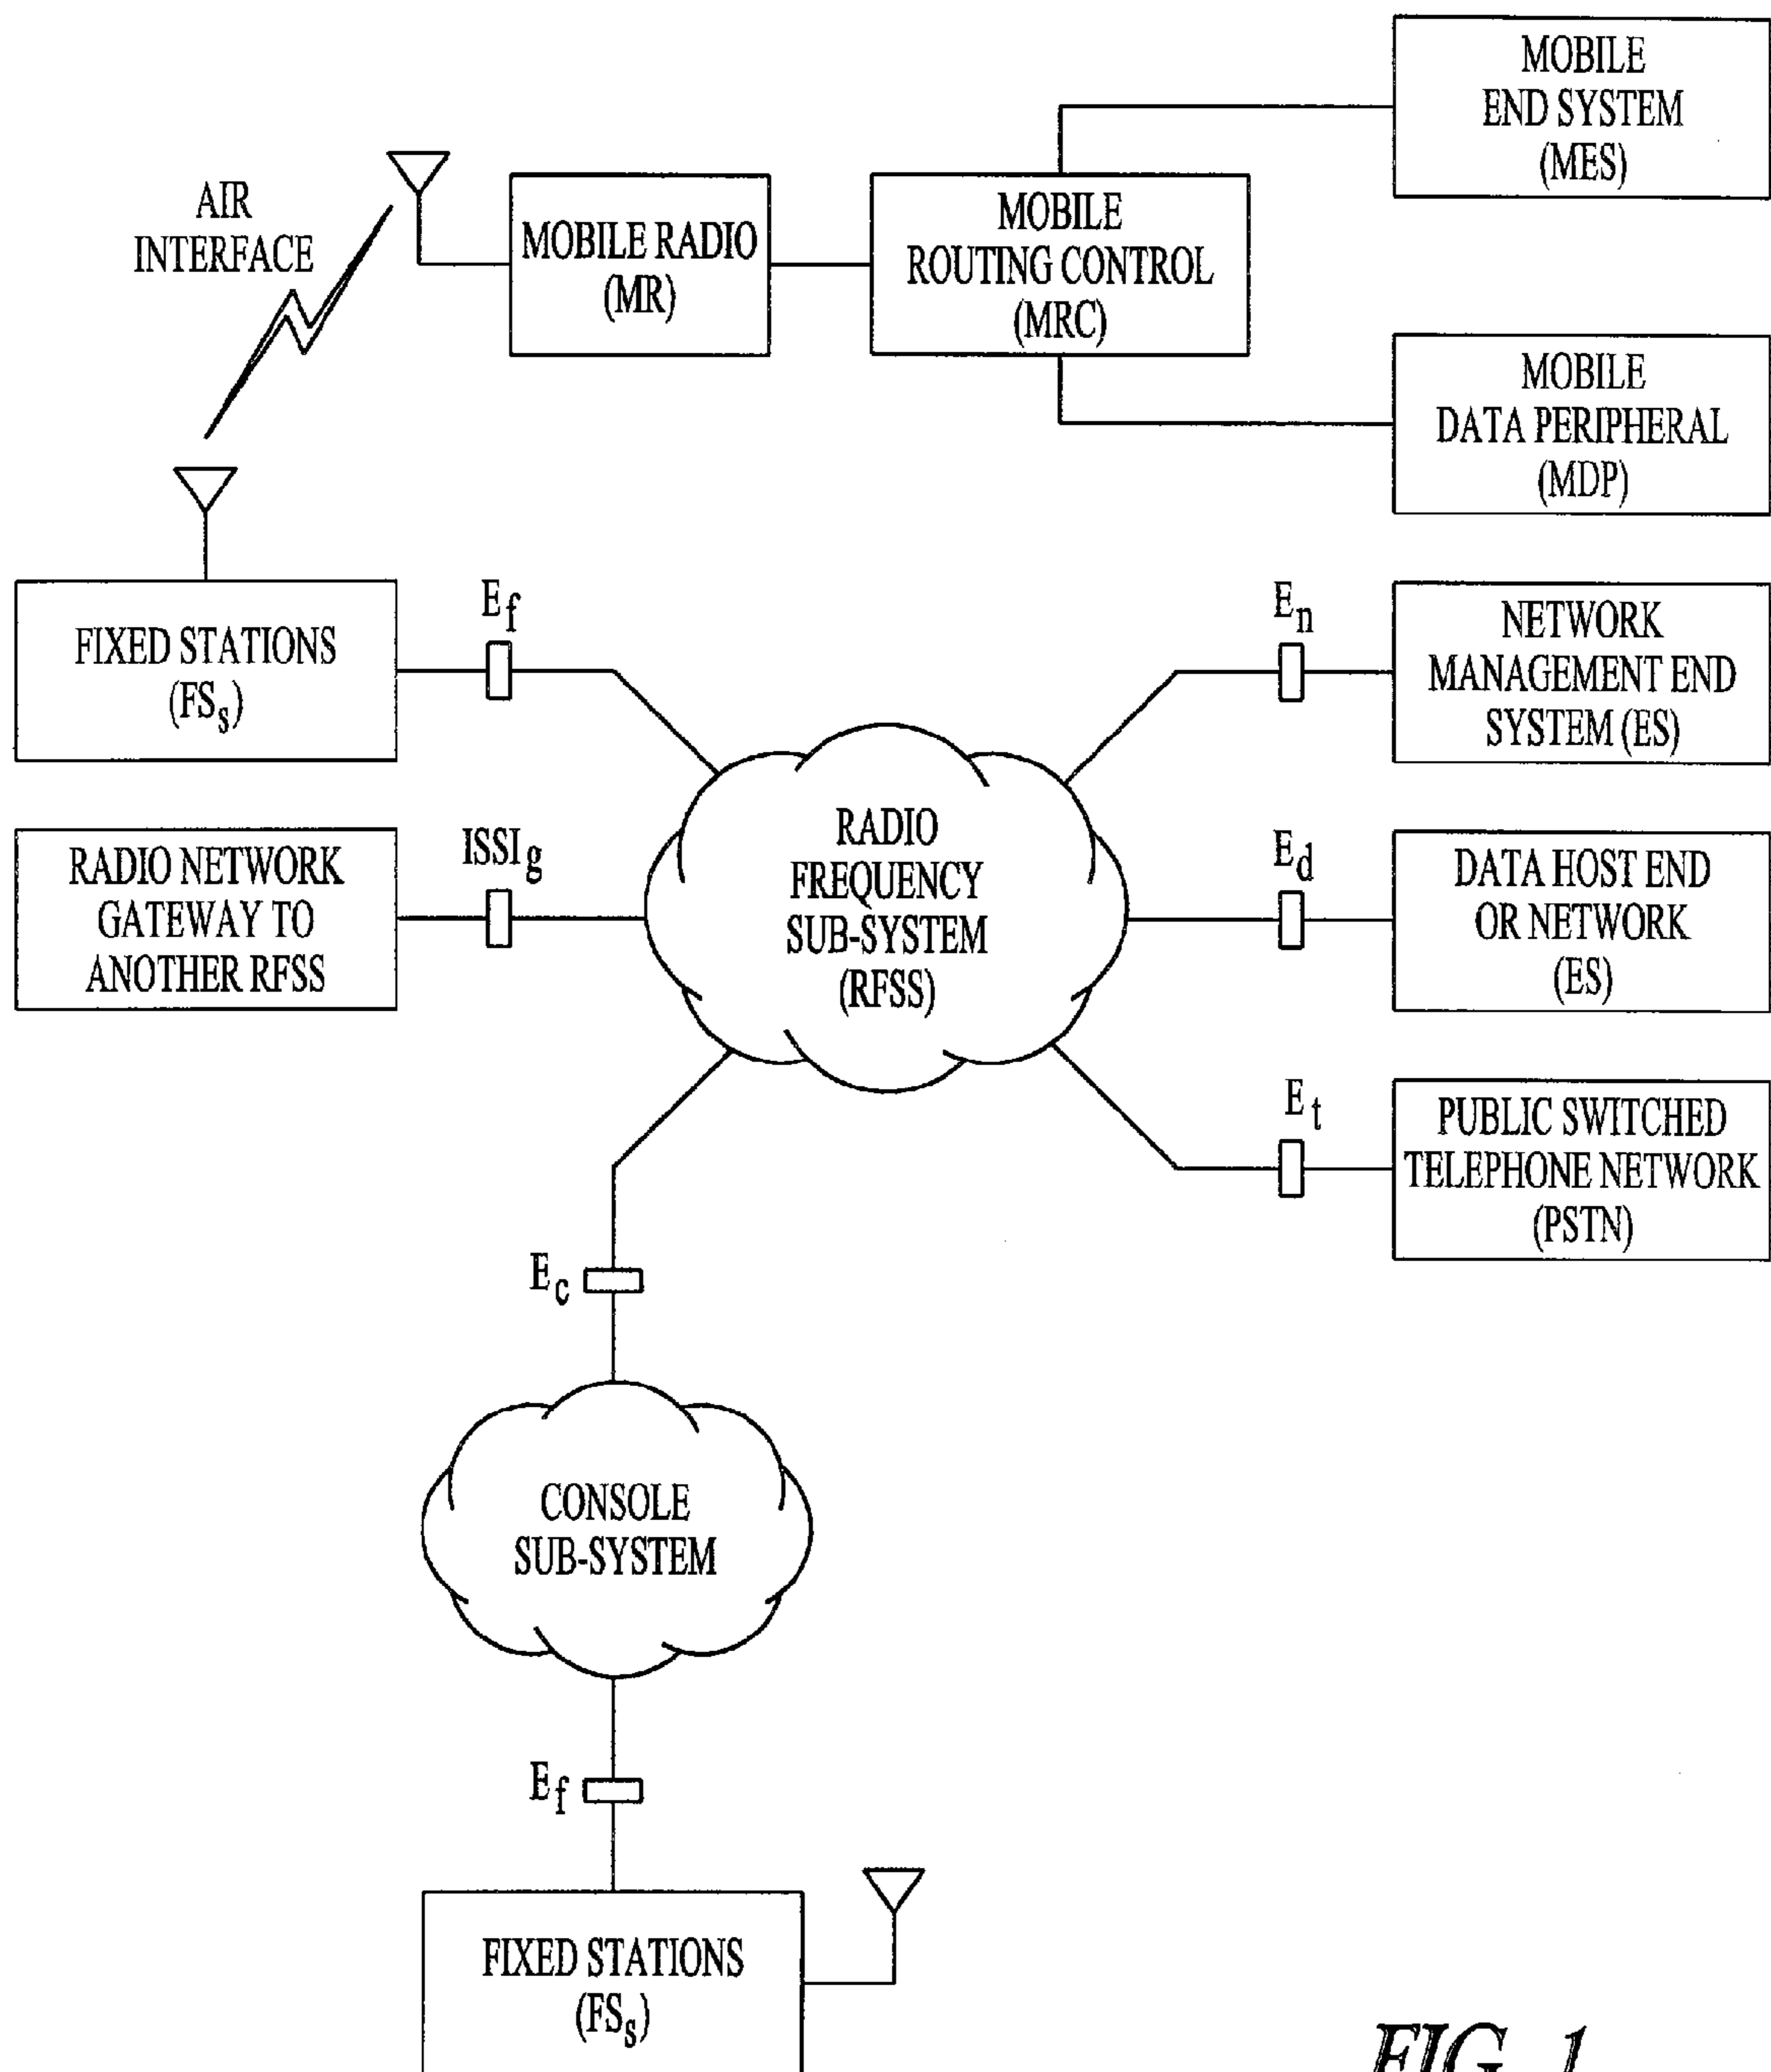 MOBILE
END SYSTEM
(MES)
AIR
INTERFACE
MOBILE RADIO
(MR)
MOBILE
ROUTING CONTROL
(MRC)
MOBILE
DATA PERIPHERAL
(MDP)
FIXED STATIONS
(FSs)
Ef
En
NETWORK
MANAGEMENT END
SYSTEM (ES)
RADIO NETWORK
GATEWAY TO
ANOTHER RFSS
ISSIg
RADIO
FREQUENCY
SUB-SYSTEM
(RFSS)
Ed
DATA HOST END
OR NETWORK
(ES)
Et
PUBLIC SWITCHED
TELEPHONE NETWORK
(PSTN)
Ec
CONSOLE
SUB-SYSTEM
Ef
FIXED STATIONS
(FSs)
FIG. 1